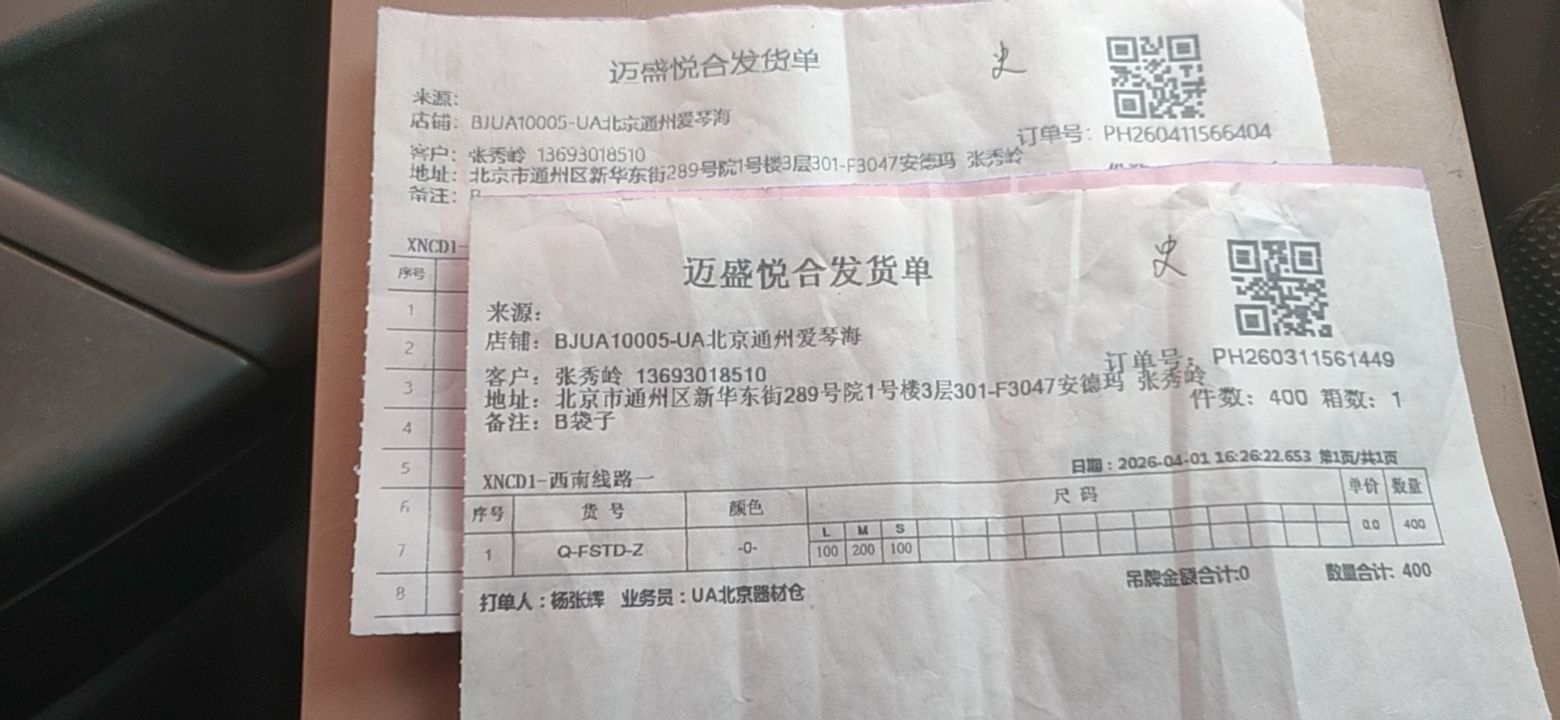 迈盛悦合发货单
史
来源:
店铺: BJUA10005-UA北京通州爱琴海
订单号: PH260411566404
客户: 张秀岭 13693018510
地址: 北京市通州区新华东街289号院1号楼3层301-F3047安德玛 张秀岭
备注: B
XNCD1-
序号
1
2
3
4
5
6
7
8
迈盛悦合发货单
史
来源:
店铺: BJUA10005-UA北京通州爱琴海
订单号: PH260311561449
客户: 张秀岭 13693018510
地址: 北京市通州区新华东街289号院1号楼3层301-F3047安德玛 张秀岭
件数: 400 箱数: 1
备注: B袋子
日期: 2026-04-01 16:26:22.653 第1页/共1页
XNCD1-西南线路一
序号 货号 颜色 尺码 单价 数量
L M S
1 Q-FSTD-Z -0- 100 200 100 0.0 400
吊牌金额合计:0 数量合计: 400
打单人:杨张辉 业务员:UA北京器材仓